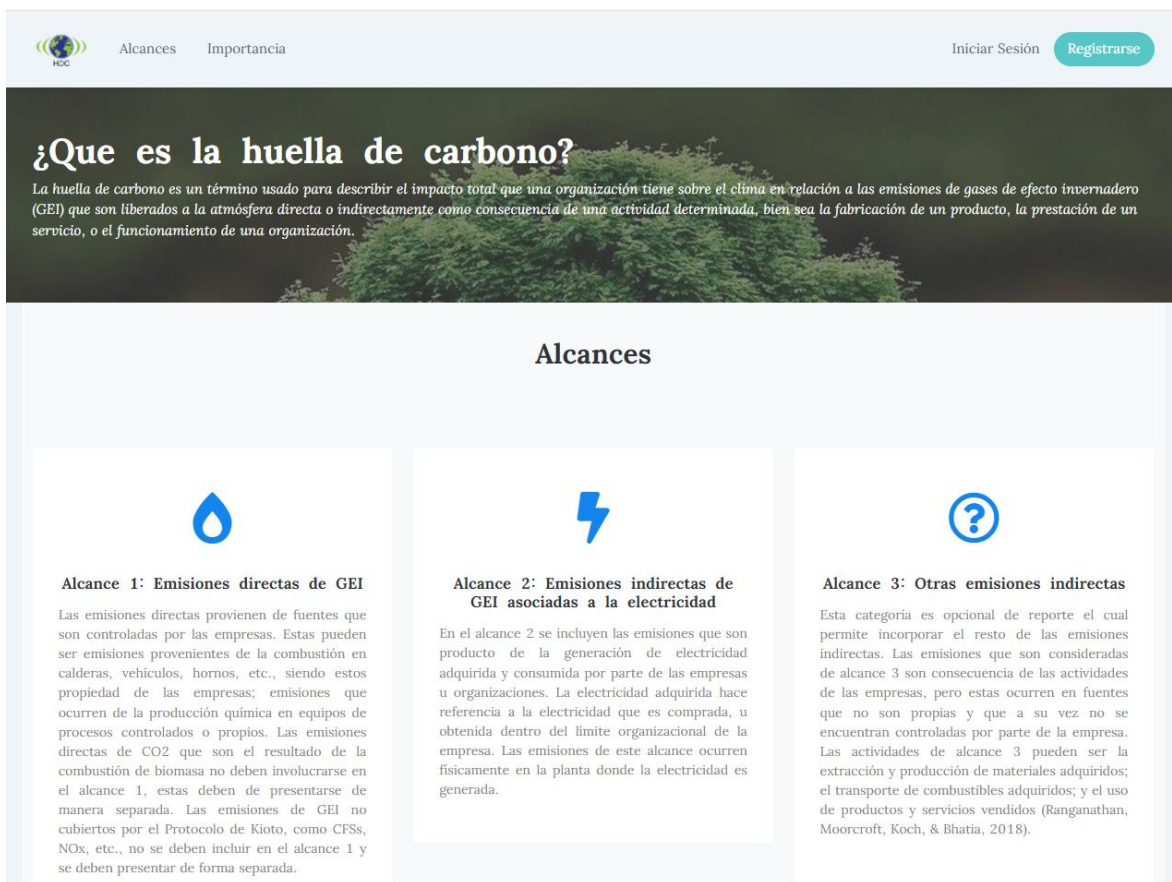 HDC
Alcances
Importancia
Iniciar Sesión
Registrarse
¿Que es la huella de carbono?
La huella de carbono es un término usado para describir el impacto total que una organización tiene sobre el clima en relación a las emisiones de gases de efecto invernadero
(GEI) que son liberados a la atmósfera directa o indirectamente como consecuencia de una actividad determinada, bien sea la fabricación de un producto, la prestación de un
servicio, o el funcionamiento de una organización.
Alcances
Alcance 1: Emisiones directas de GEI
Las emisiones directas provienen de fuentes que
son controladas por las empresas. Estas pueden
ser emisiones provenientes de la combustión en
calderas, vehículos, hornos, etc., siendo estos
propiedad de las empresas; emisiones que
ocurren de la producción química en equipos de
procesos controlados o propios. Las emisiones
directas de CO2 que son el resultado de la
combustión de biomasa no deben involucrarse en
el alcance 1, estas deben de presentarse de
manera separada. Las emisiones de GEI no
cubiertos por el Protocolo de Kioto, como CFSs,
NOx, etc., no se deben incluir en el alcance 1 y
se deben presentar de forma separada.
Alcance 2: Emisiones indirectas de
GEI asociadas a la electricidad
En el alcance 2 se incluyen las emisiones que son
producto de la generación de electricidad
adquirida y consumida por parte de las empresas
u organizaciones. La electricidad adquirida hace
referencia a la electricidad que es comprada, u
obtenida dentro del límite organizacional de la
empresa. Las emisiones de este alcance ocurren
físicamente en la planta donde la electricidad es
generada.
Alcance 3: Otras emisiones indirectas
Esta categoría es opcional de reporte el cual
permite incorporar el resto de las emisiones
indirectas. Las emisiones que son consideradas
de alcance 3 son consecuencia de las actividades
de las empresas, pero estas ocurren en fuentes
que no son propias y que a su vez no se
encuentran controladas por parte de la empresa.
Las actividades de alcance 3 pueden ser la
extracción y producción de materiales adquiridos;
el transporte de combustibles adquiridos; y el uso
de productos y servicios vendidos (Ranganathan,
Moorcroft, Koch, & Bhatia, 2018).